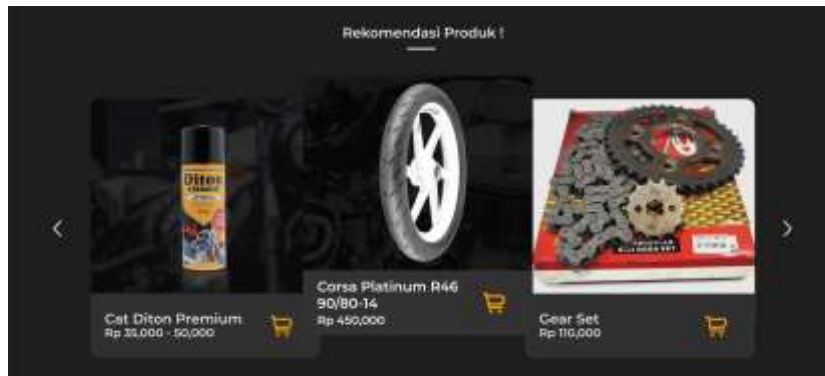 Rekomendasi Produk !
Diton
Cat Diton Premium
Rp 35,000 - 50,000
Corsa Platinum R46
90/80-14
Rp 450,000
Gear Set
Rp 110,000